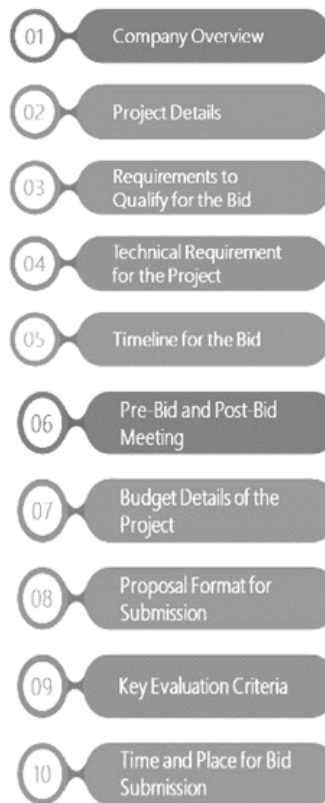 01
Company Overview
02
Project Details
03
Requirements to
Qualify for the Bid
04
Technical Requirement
for the Project
05
Timeline for the Bid
06
Pre-Bid and Post-Bid
Meeting
07
Budget Details of the
Project
08
Proposal Format for
Submission
09
Key Evaluation Criteria
10
Time and Place for Bid
Submission